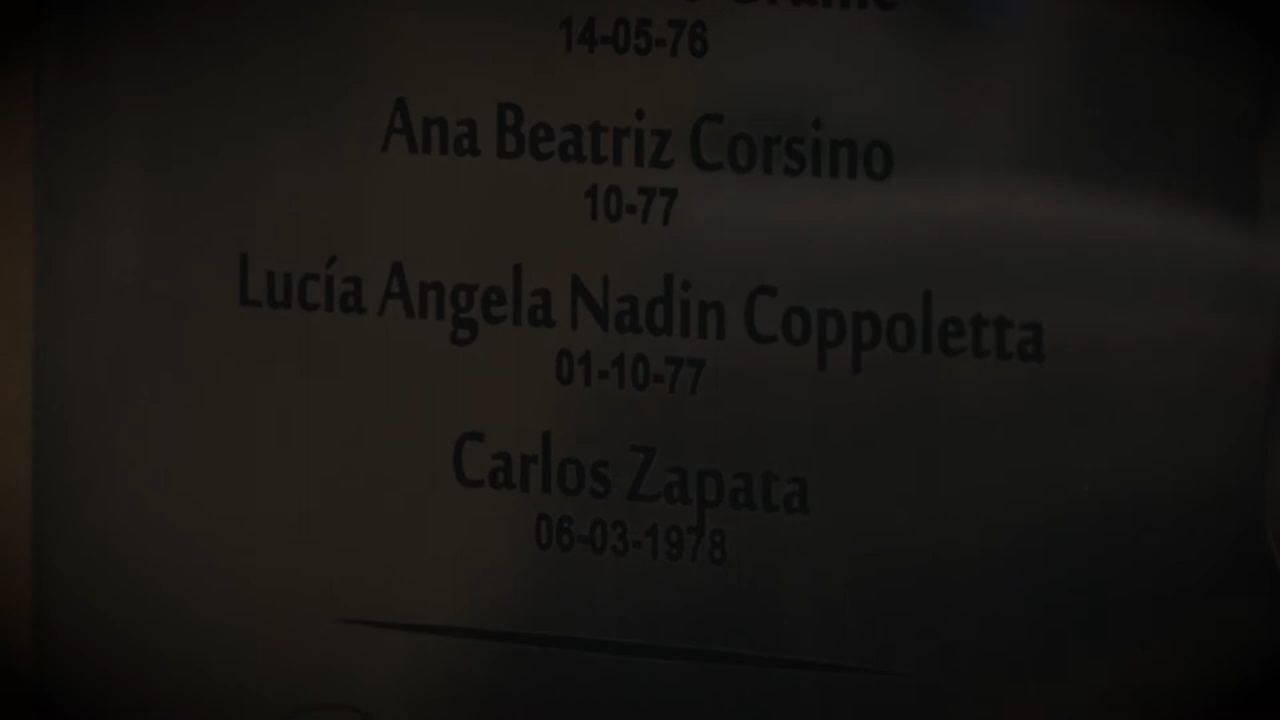 14-05-76
Ana Beatriz Corsino
10-77
Lucía Angela Nadin Coppoletta
01-10-77
Carlos Zapata
06-03-1978